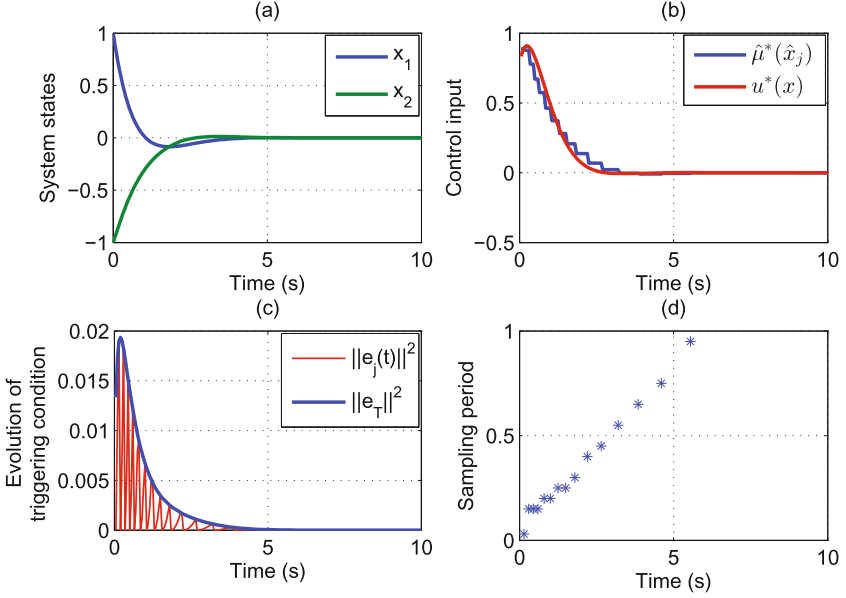 (a)
1
0.5
0
−0.5
−1
0
5
10
System states
Time (s)
x₁
x₂
(b)
1
0.5
0
−0.5
0
5
10
Control input
Time (s)
μ̂*(x̂ⱼ)
u*(x)
(c)
0.02
0.015
0.01
0.005
0
0
5
10
Evolution of
triggering condition
Time (s)
||eⱼ(t)||²
||e_T||²
(d)
1
0.5
0
0
5
10
Sampling period
Time (s)